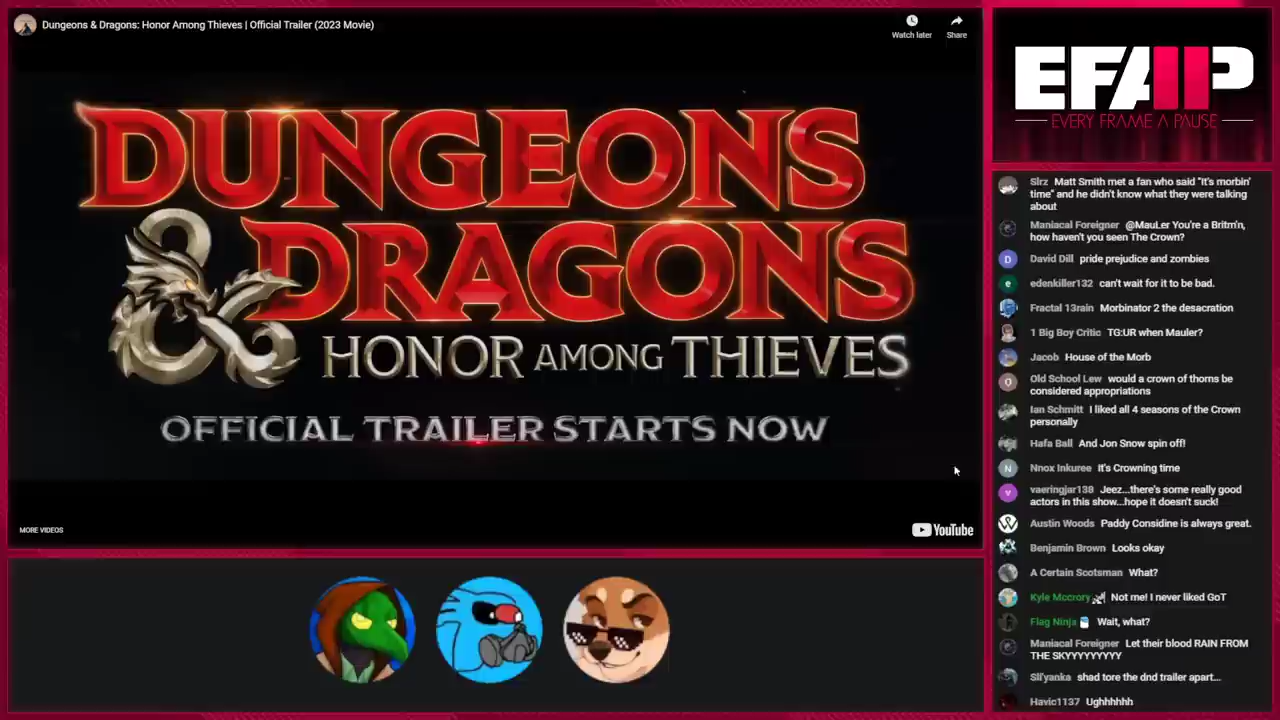 Dungeons & Dragons: Honor Among Thieves | Official Trailer (2023 Movie)
Watch later
Share
DUNGEONS
& DRAGONS
HONOR AMONG THIEVES
OFFICIAL TRAILER STARTS NOW
MORE VIDEOS
YouTube
EFAP
EVERY FRAME A PAUSE
Sirz Matt Smith met a fan who said "it's morbin'
time" and he didn't know what they were talking
about
Maniacal Foreigner @MauLer You're a Britm'n,
how haven't you seen The Crown?
D
David Dill pride prejudice and zombies
e
edenkiller132 can't wait for it to be bad.
Fractal 13rain Morbinator 2 the desacration
1 Big Boy Critic TG:UR when Mauler?
Jacob House of the Morb
O
Old School Lew would a crown of thorns be
considered appropriations
Ian Schmitt I liked all 4 seasons of the Crown
personally
Hafa Ball And Jon Snow spin off!
N
Nnox Inkuree It's Crowning time
v
vaeringjar138 Jeez...there's some really good
actors in this show...hope it doesn't suck!
Austin Woods Paddy Considine is always great.
Benjamin Brown Looks okay
A Certain Scotsman What?
Kyle Mccrory Not me! I never liked GoT
Flag Ninja Wait, what?
Maniacal Foreigner Let their blood RAIN FROM
THE SKYYYYYYYYY
Sli'yanka shad tore the dnd trailer apart...
Havic1137 Ughhhhhh